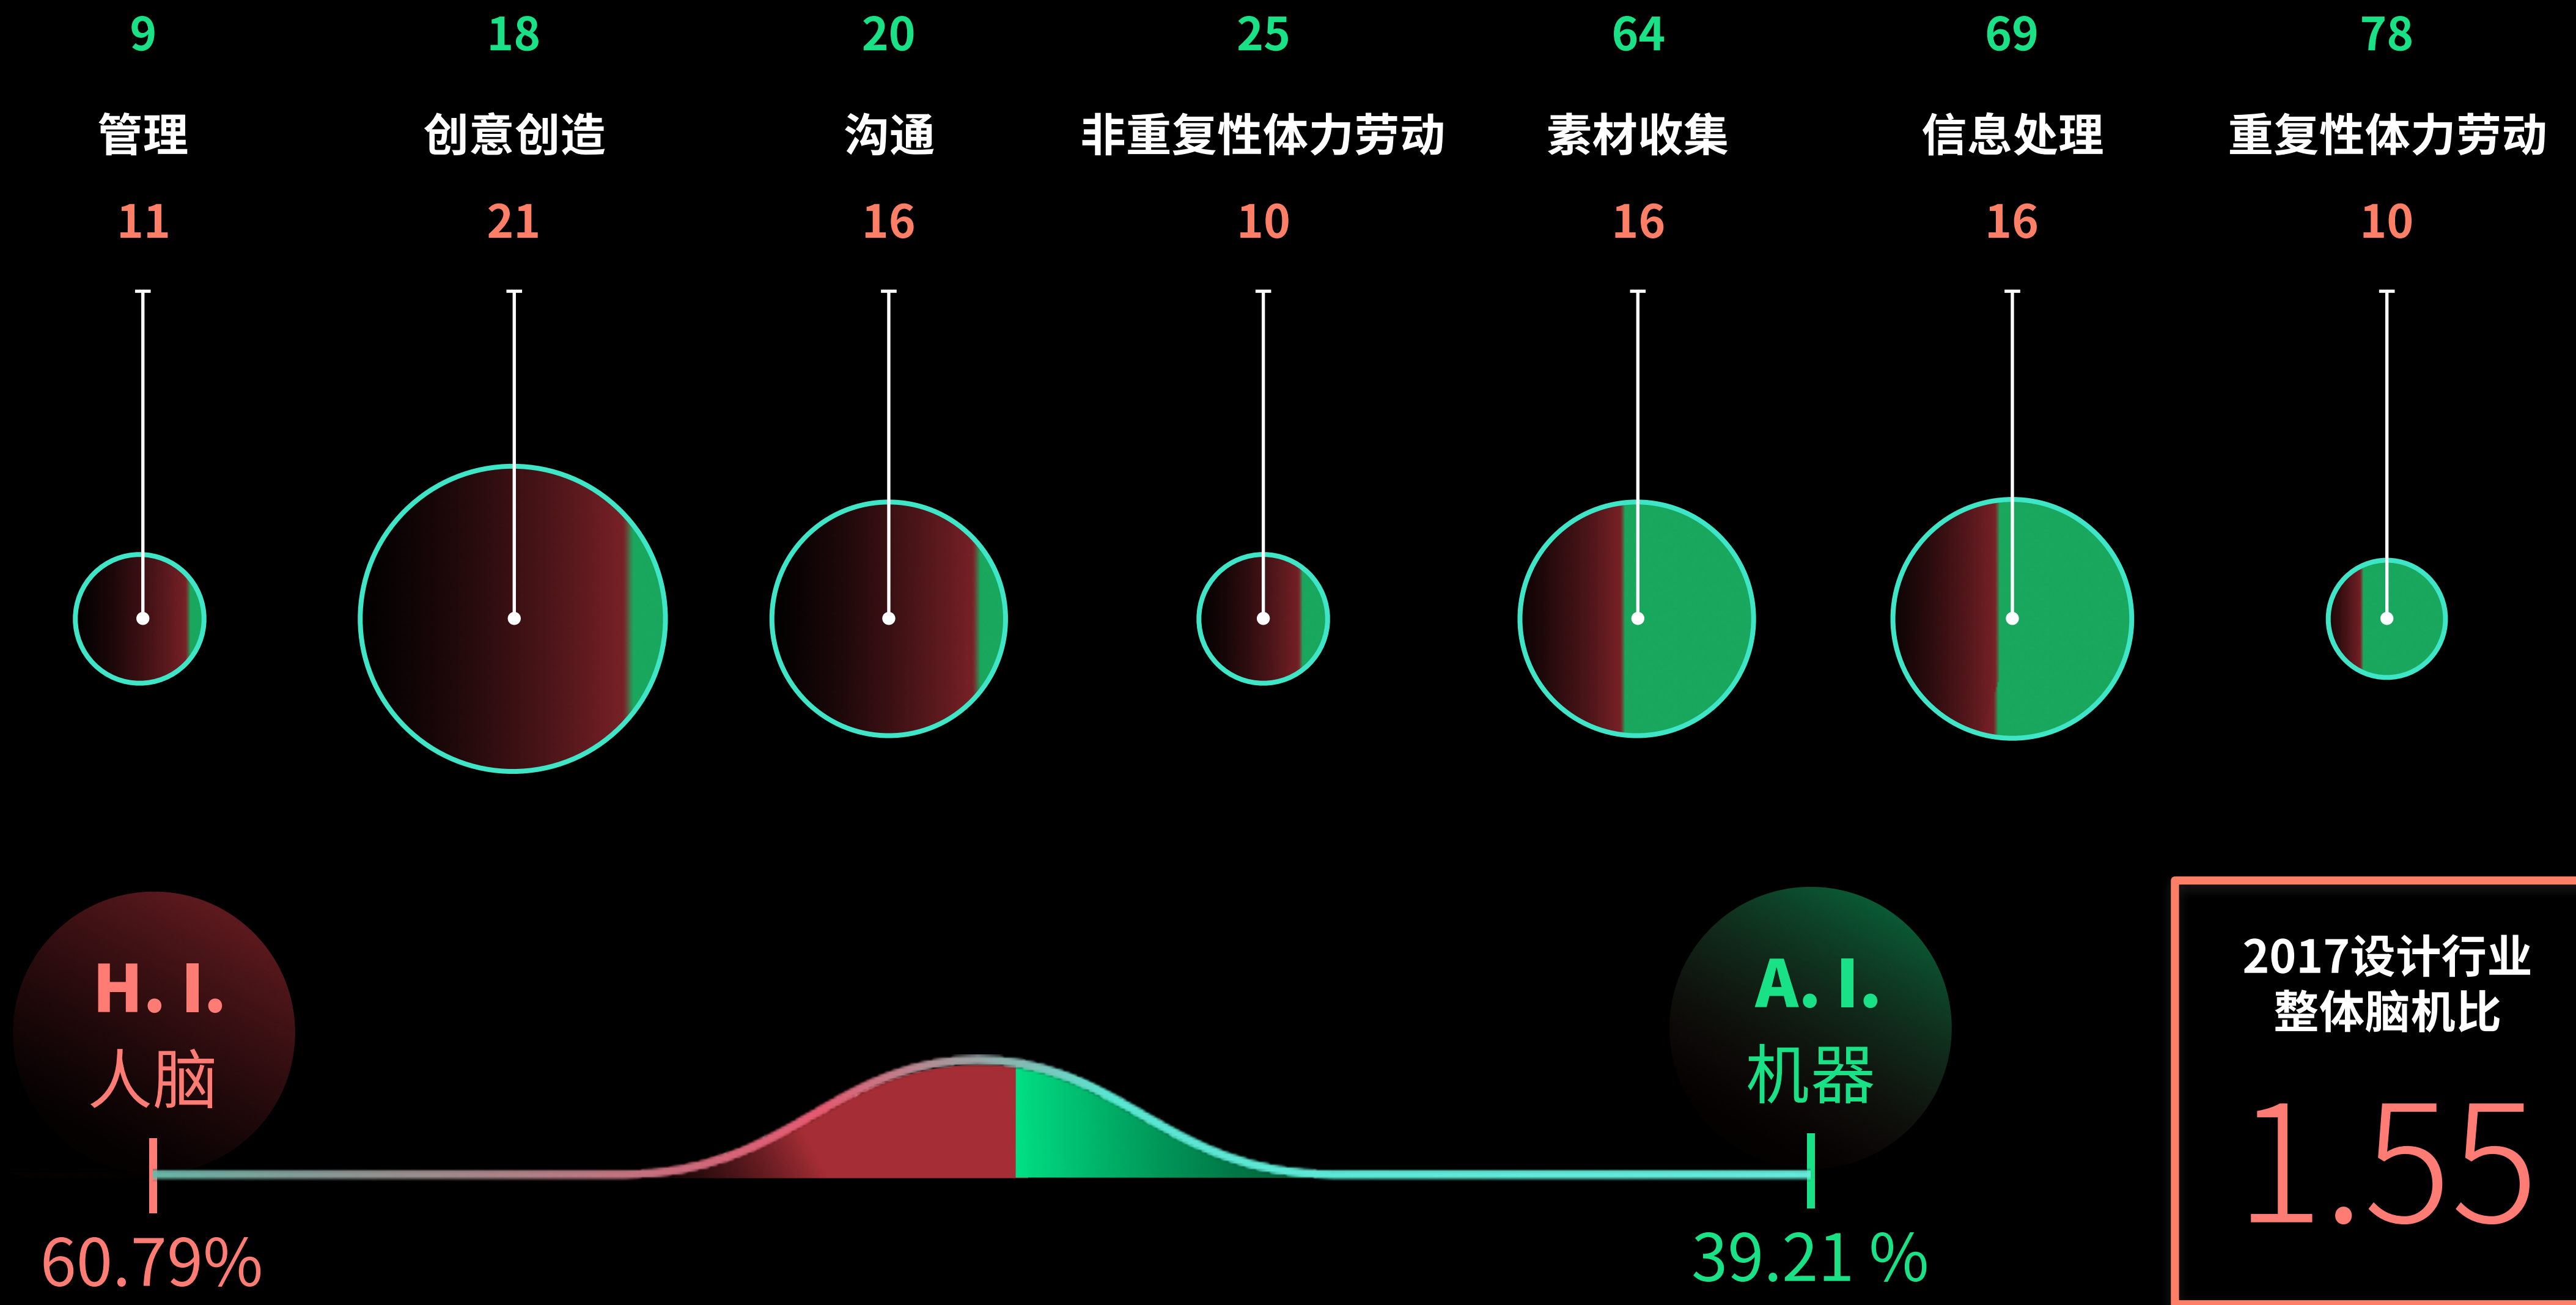 9 18 20 25 64 69 78
管理 创意创造 沟通 非重复性体力劳动 素材收集 信息处理 重复性体力劳动
11 21 16 10 16 16 10
H. I.
人脑
60.79%
A. I.
机器
39.21 %
2017设计行业
整体脑机比
1.55